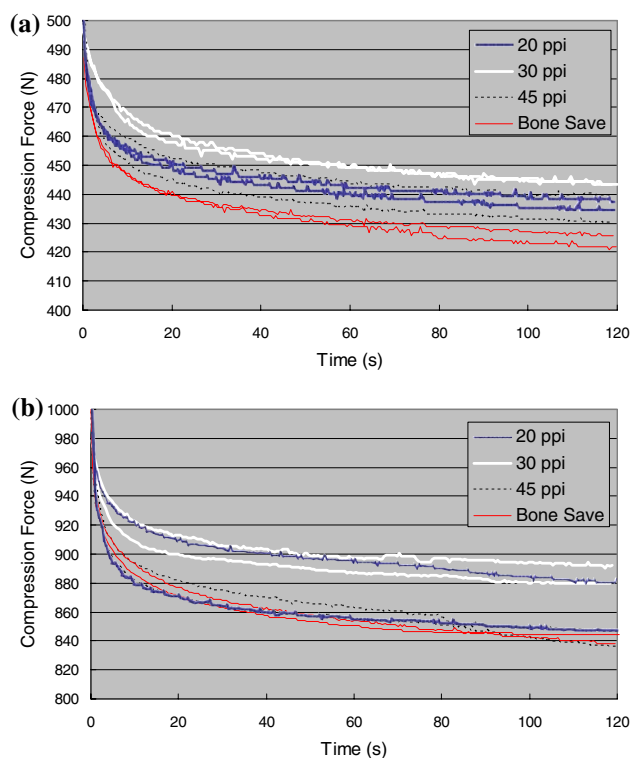 (a)
Compression Force (N)
500
490
480
470
460
450
440
430
420
410
400
20 ppi
30 ppi
45 ppi
Bone Save
0 20 40 60 80 100 120
Time (s)
(b)
Compression Force (N)
1000
980
960
940
920
900
880
860
840
820
800
20 ppi
30 ppi
45 ppi
Bone Save
0 20 40 60 80 100 120
Time (s)